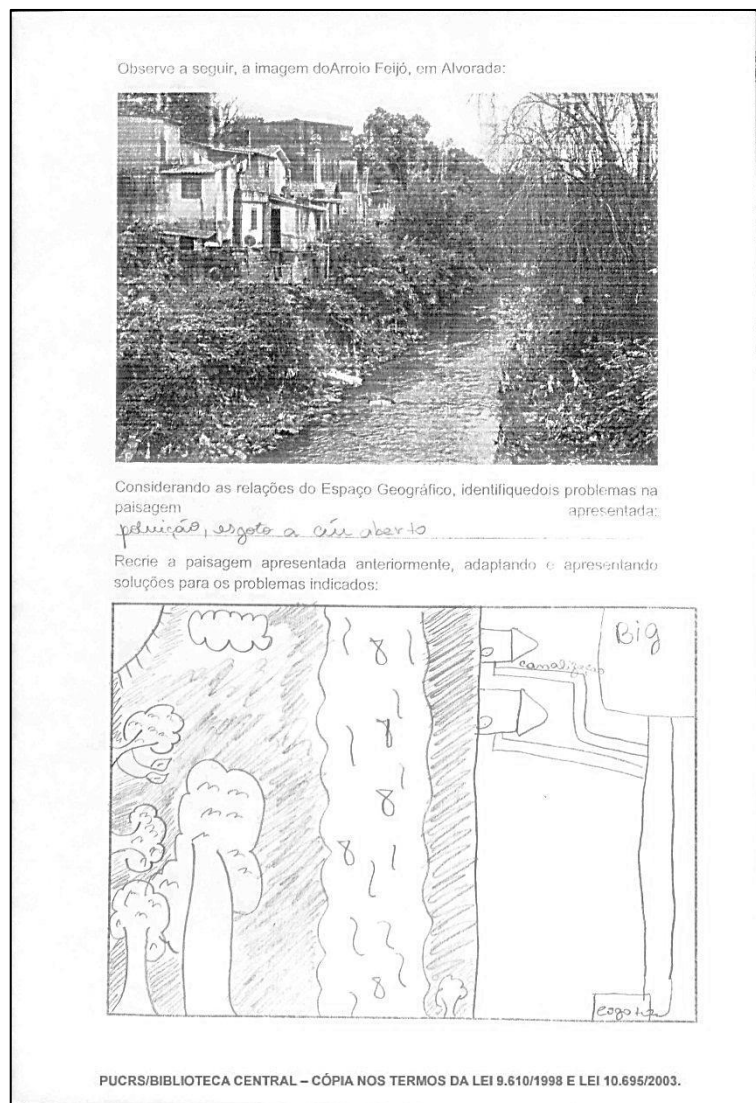 Observe a seguir, a imagem doArroio Feijó, em Alvorada:
Considerando as relações do Espaço Geográfico, identifiquedois problemas na
paisagem apresentada:
poluição, esgoto a céu aberto
Recrie a paisagem apresentada anteriormente, adaptando e apresentando
soluções para os problemas indicados:
Big
canalização
esgoto
PUCRS/BIBLIOTECA CENTRAL – CÓPIA NOS TERMOS DA LEI 9.610/1998 E LEI 10.695/2003.